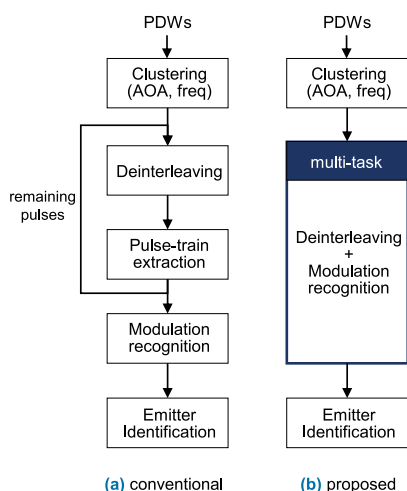 PDWs
Clustering
(AOA, freq)
Deinterleaving
remaining
pulses
Pulse-train
extraction
Modulation
recognition
Emitter
Identification
(a) conventional
PDWs
Clustering
(AOA, freq)
multi-task
Deinterleaving
+
Modulation
recognition
Emitter
Identification
(b) proposed